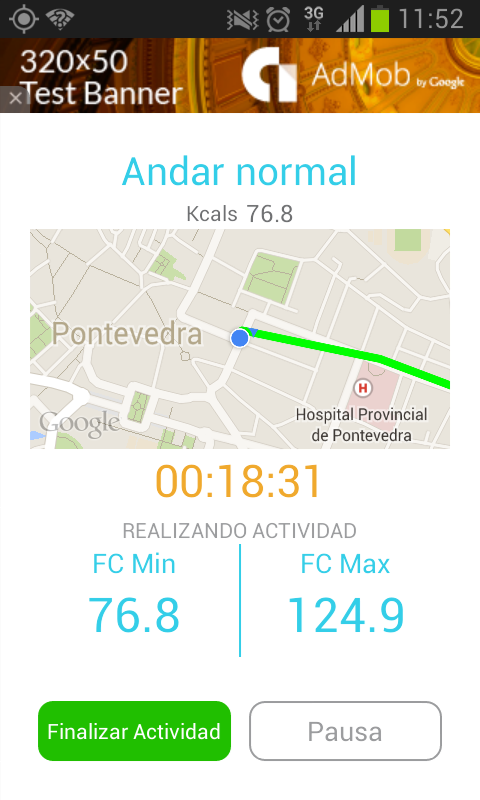 3G 11:52
320x50
Test Banner
AdMob by Google
×
Andar normal
Kcals 76.8
Pontevedra
H
Google
Hospital Provincial
de Pontevedra
00:18:31
REALIZANDO ACTIVIDAD
FC Min
FC Max
76.8
124.9
Finalizar Actividad
Pausa